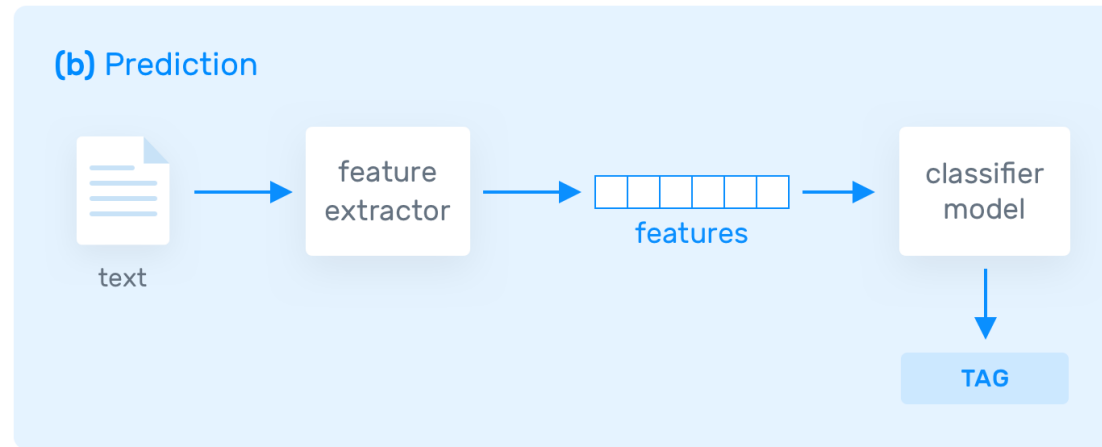 (b) Prediction
text
feature
extractor
features
classifier
model
TAG